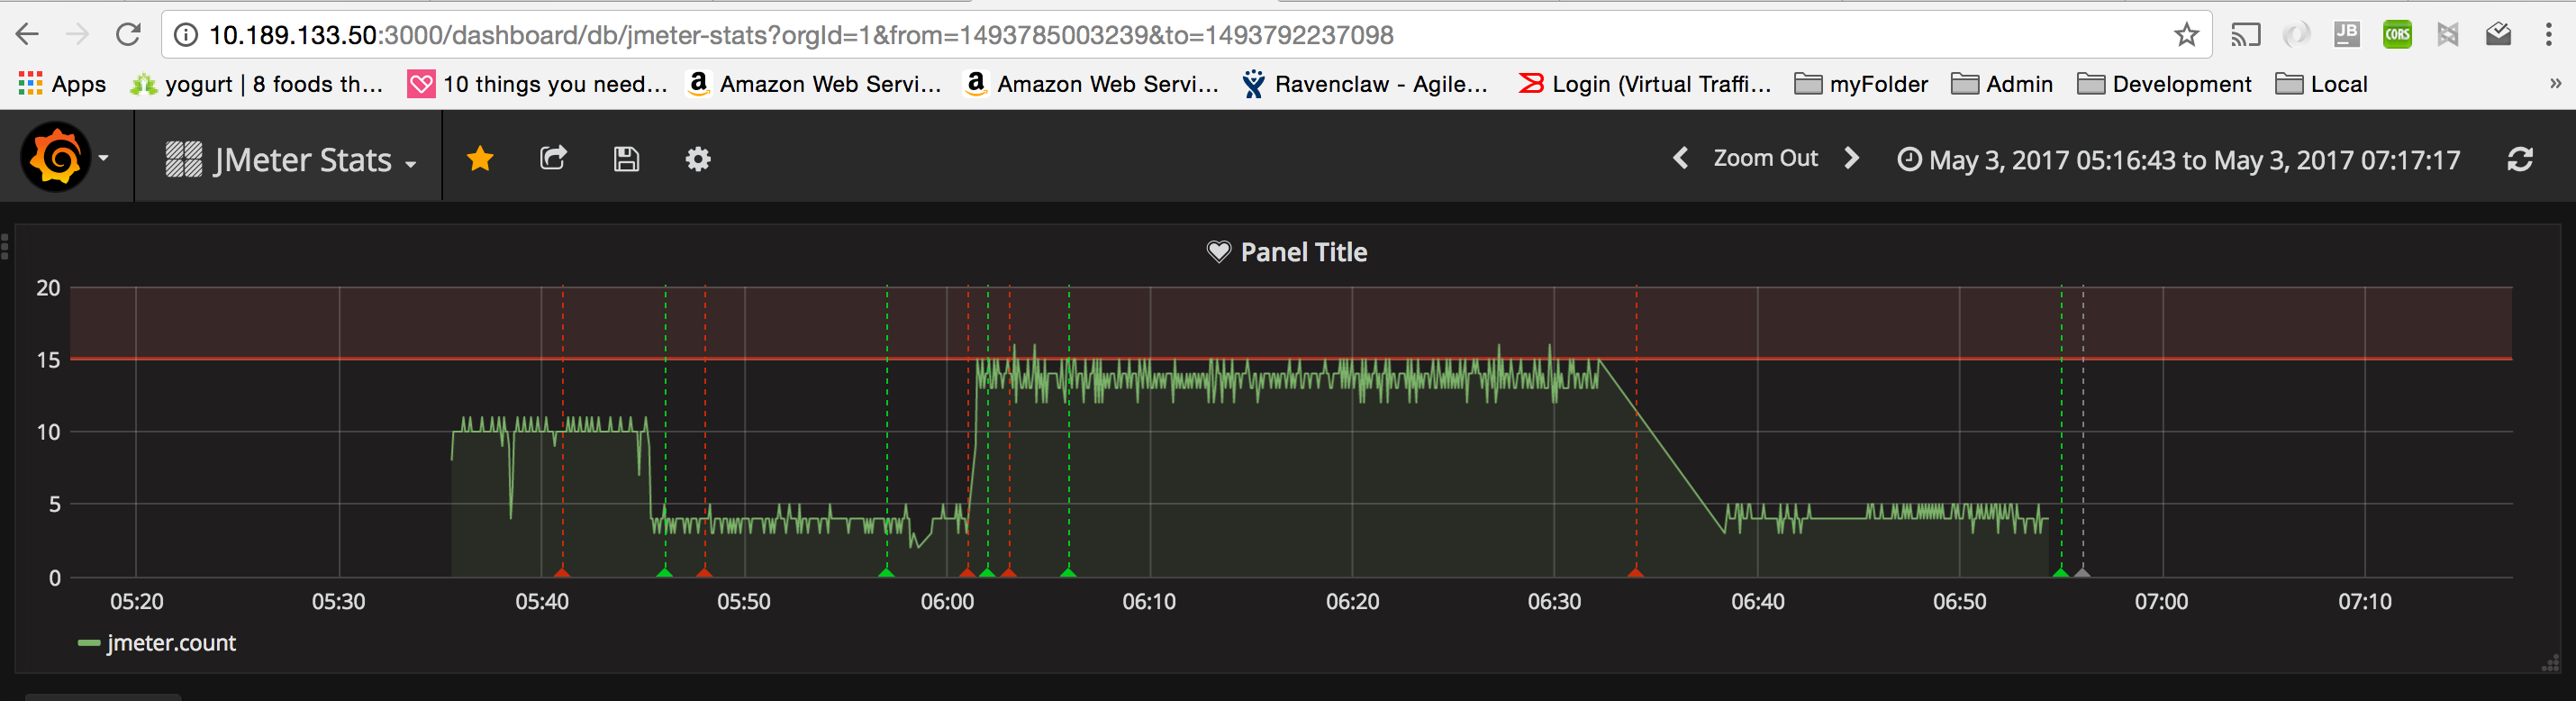 10.189.133.50:3000/dashboard/db/jmeter-stats?orgId=1&from=1493785003239&to=1493792237098
JB
CORS
Apps yogurt | 8 foods th... 10 things you need... Amazon Web Servi... Amazon Web Servi... Ravenclaw - Agile... Login (Virtual Traffi... myFolder Admin Development Local »
JMeter Stats Zoom Out May 3, 2017 05:16:43 to May 3, 2017 07:17:17
Panel Title
20
15
10
5
0
05:20 05:30 05:40 05:50 06:00 06:10 06:20 06:30 06:40 06:50 07:00 07:10
jmeter.count